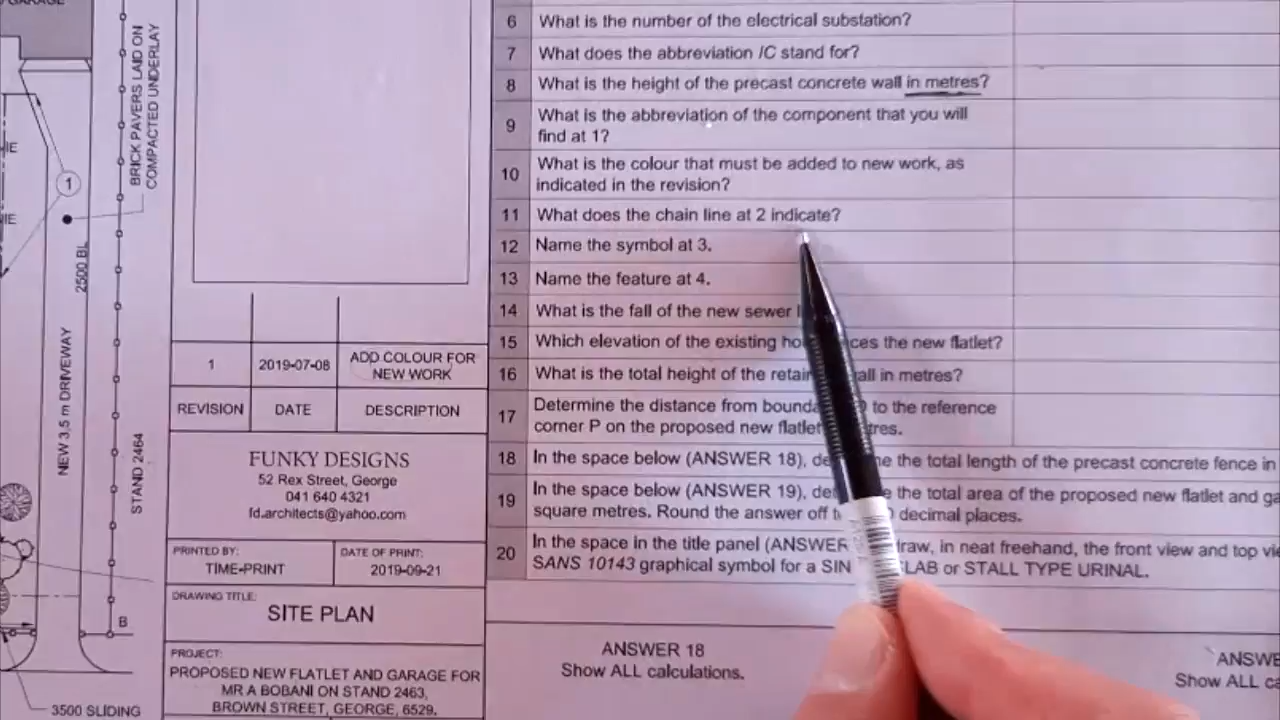 GARAGE
BRICK PAVERS LAID ON
COMPACTED UNDERLAY
IE
1
IE
2500 BL
NEW 3,5 m DRIVEWAY
STAND 2464
B
3500 SLIDING
1 2019-07-08 ADD COLOUR FOR
NEW WORK
REVISION DATE DESCRIPTION
FUNKY DESIGNS
52 Rex Street, George
041 640 4321
fd.architects@yahoo.com
PRINTED BY: DATE OF PRINT:
TIME-PRINT 2019-09-21
DRAWING TITLE:
SITE PLAN
PROJECT:
PROPOSED NEW FLATLET AND GARAGE FOR
MR A BOBANI ON STAND 2463,
BROWN STREET, GEORGE, 6529.
6 What is the number of the electrical substation?
7 What does the abbreviation IC stand for?
8 What is the height of the precast concrete wall in metres?
9 What is the abbreviation of the component that you will
find at 1?
10 What is the colour that must be added to new work, as
indicated in the revision?
11 What does the chain line at 2 indicate?
12 Name the symbol at 3.
13 Name the feature at 4.
14 What is the fall of the new sewer
15 Which elevation of the existing the new flatlet?
16 What is the total height of the in metres?
17 Determine the distance from to the reference
corner P on the proposed new flatlet
18 In the space below (ANSWER 18), the total length of the precast concrete fence in
19 In the space below (ANSWER 19), the total area of the proposed new flatlet and
square metres. Round the answer off decimal places.
20 In the space in the title panel (ANSWER draw, in neat freehand, the front view and top
SANS 10143 graphical symbol for a SLAB or STALL TYPE URINAL.
ANSWER 18
Show ALL calculations.
Show ALL